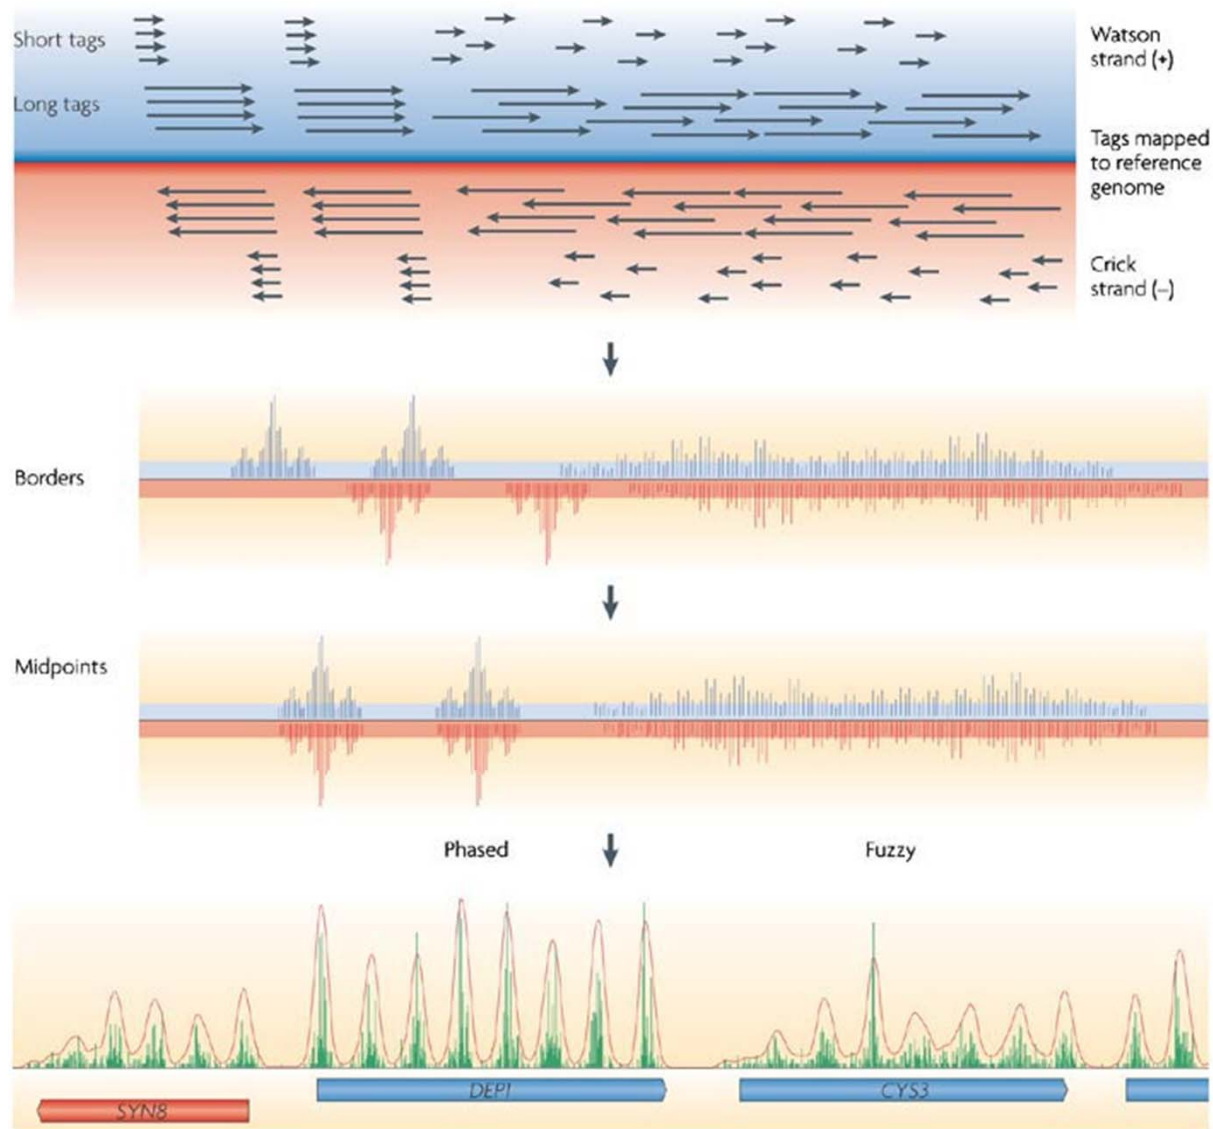 Short tags
Watson
strand (+)
Long tags
Tags mapped
to reference
genome
Crick
strand (–)
Borders
Midpoints
Phased
Fuzzy
DEP1
CYS3
SYN8